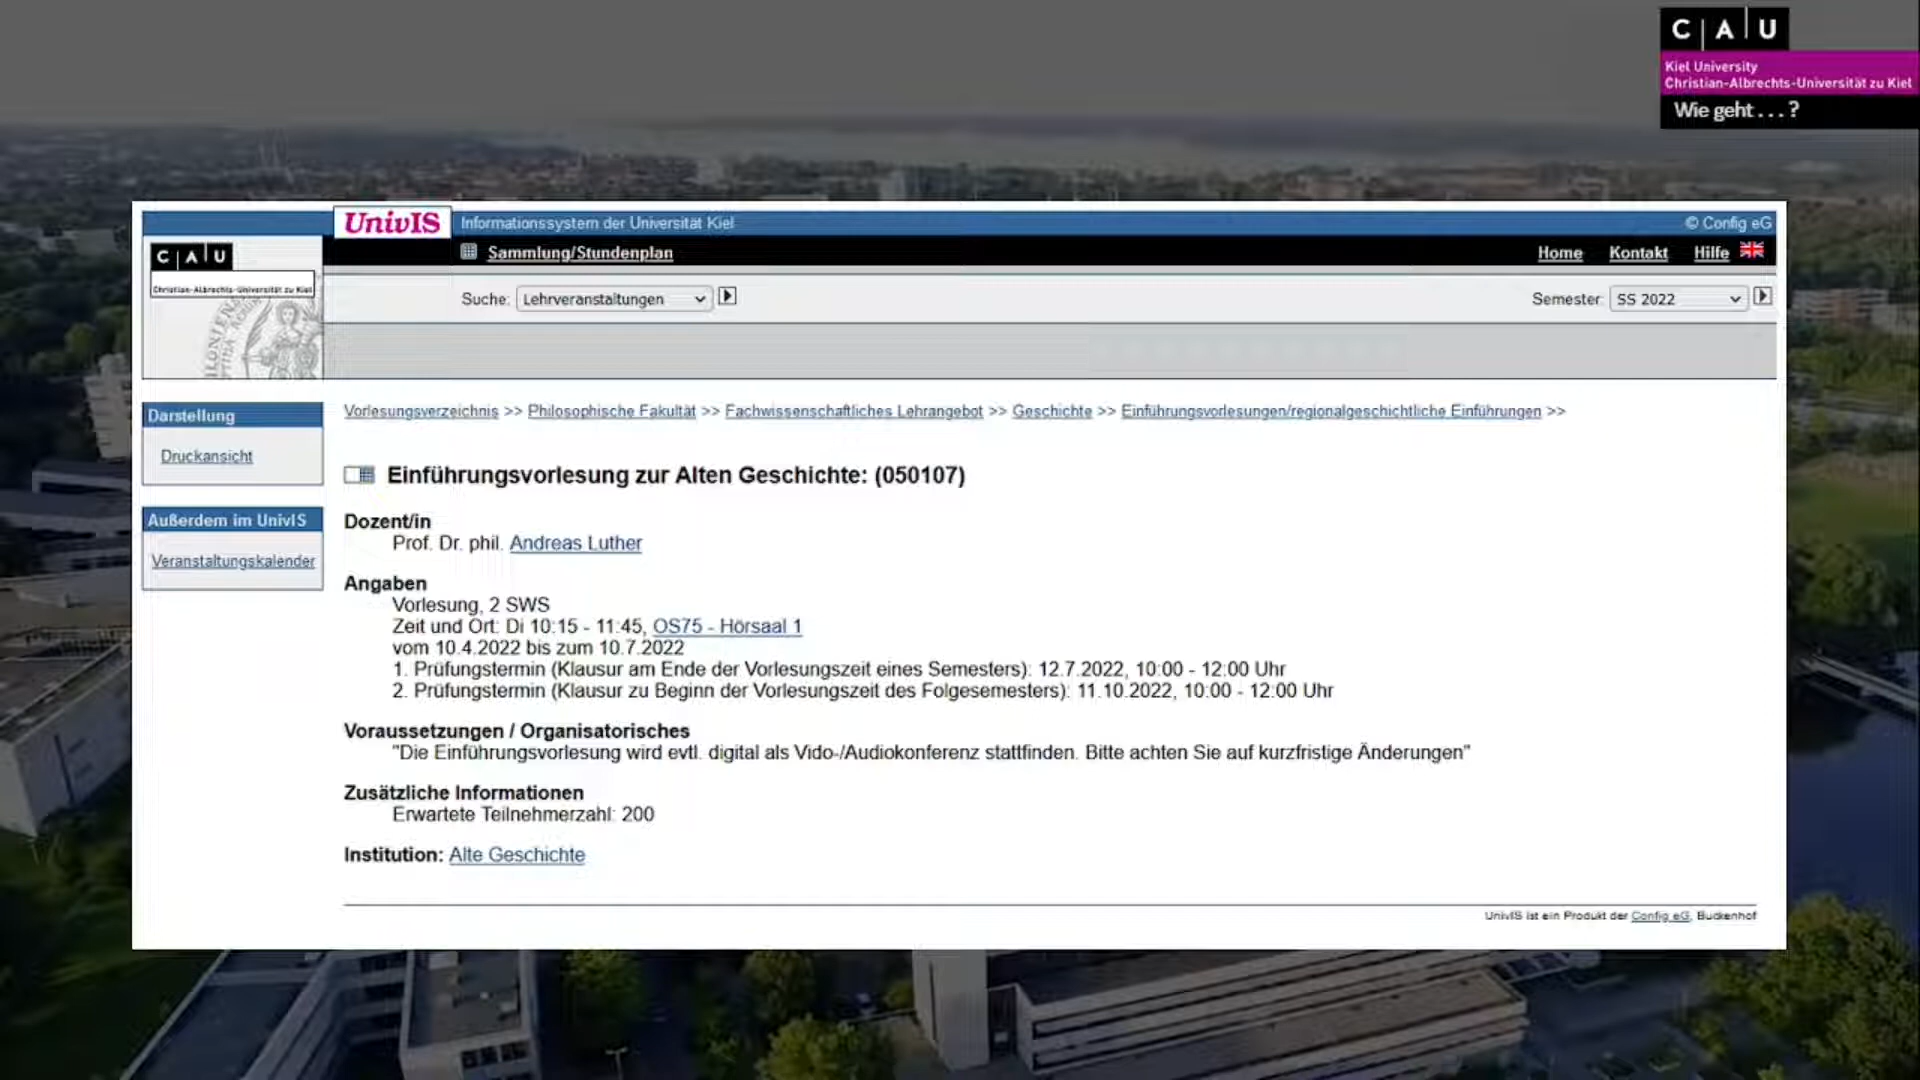 C | A | U
Kiel University
Christian-Albrechts-Universität zu Kiel
Wie geht...?
UnivIS Informationssystem der Universität Kiel © Config eG
Sammlung/Stundenplan Home Kontakt Hilfe
C | A | U
Christian-Albrechts-Universität zu Kiel
Suche: Lehrveranstaltungen Semester: SS 2022
Darstellung
Druckansicht
Außerdem im UnivIS
Veranstaltungskalender
Vorlesungsverzeichnis >> Philosophische Fakultät >> Fachwissenschaftliches Lehrangebot >> Geschichte >> Einführungsvorlesungen/regionalgeschichtliche Einführungen >>
Einführungsvorlesung zur Alten Geschichte: (050107)
Dozent/in
Prof. Dr. phil. Andreas Luther
Angaben
Vorlesung, 2 SWS
Zeit und Ort: Di 10:15 - 11:45, OS75 - Hörsaal 1
vom 10.4.2022 bis zum 10.7.2022
1. Prüfungstermin (Klausur am Ende der Vorlesungszeit eines Semesters): 12.7.2022, 10:00 - 12:00 Uhr
2. Prüfungstermin (Klausur zu Beginn der Vorlesungszeit des Folgesemesters): 11.10.2022, 10:00 - 12:00 Uhr
Voraussetzungen / Organisatorisches
"Die Einführungsvorlesung wird evtl. digital als Vido-/Audiokonferenz stattfinden. Bitte achten Sie auf kurzfristige Änderungen"
Zusätzliche Informationen
Erwartete Teilnehmerzahl: 200
Institution: Alte Geschichte
UnivIS ist ein Produkt der Config eG, Buckenhof